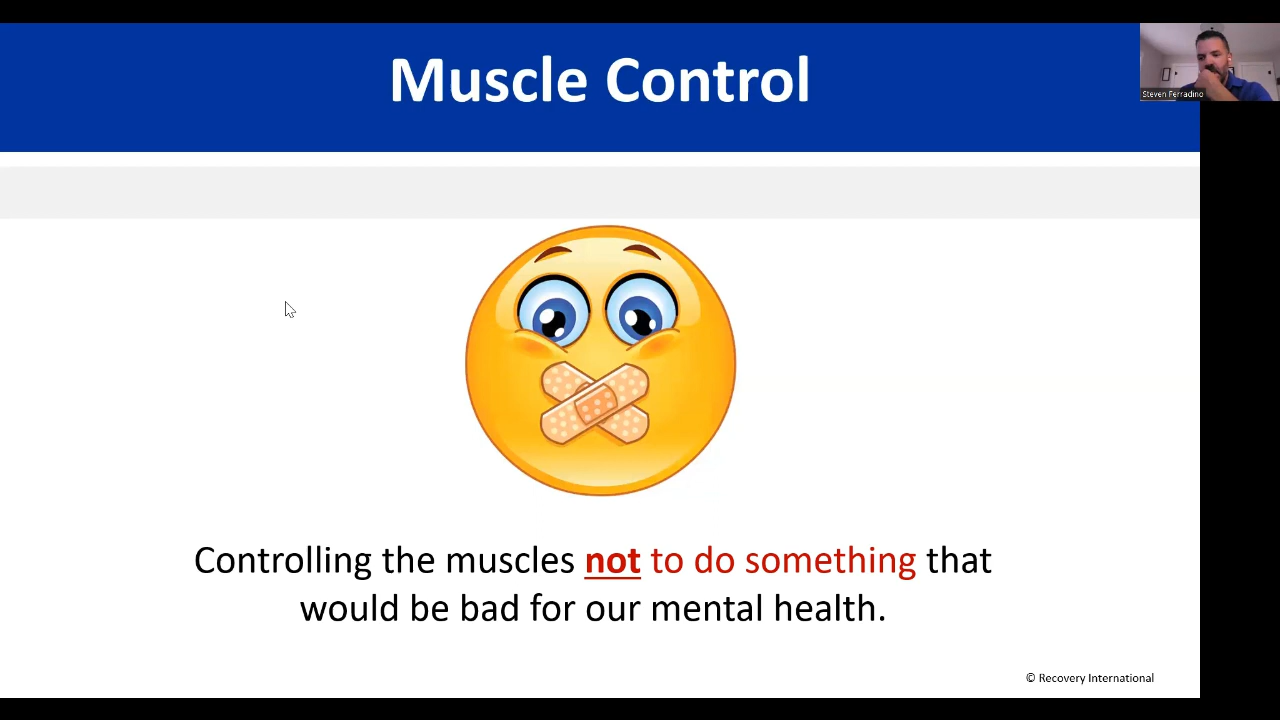 Muscle Control
Steven Ferradino
Controlling the muscles not to do something that
would be bad for our mental health.
© Recovery International